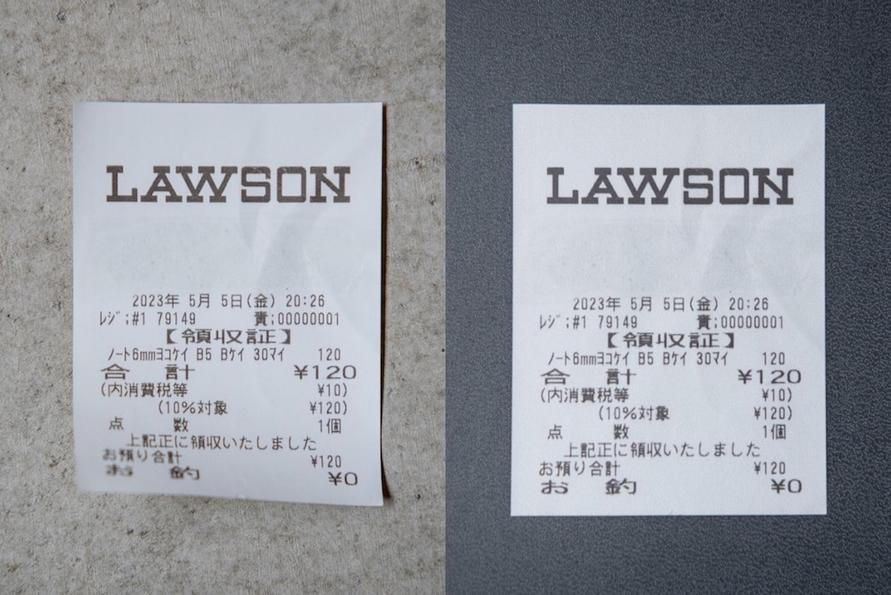 LAWSON
2023年 5月 5日(金) 20:26
ﾚｼﾞ;#1 79149 責;00000001
【領収証】
ﾉｰﾄ6mmﾖｺｹｲ B5 Bｹｲ 30ﾏｲ 120
合 計 ¥120
(内消費税等 ¥10)
(10%対象 ¥120)
点 数 1個
上記正に領収いたしました
お預り合計 ¥120
お 釣 ¥0
LAWSON
2023年 5月 5日(金) 20:26
ﾚｼﾞ;#1 79149 責;00000001
【領収証】
ﾉｰﾄ6mmﾖｺｹｲ B5 Bｹｲ 30ﾏｲ 120
合 計 ¥120
(内消費税等 ¥10)
(10%対象 ¥120)
点 数 1個
上記正に領収いたしました
お預り合計 ¥120
お 釣 ¥0